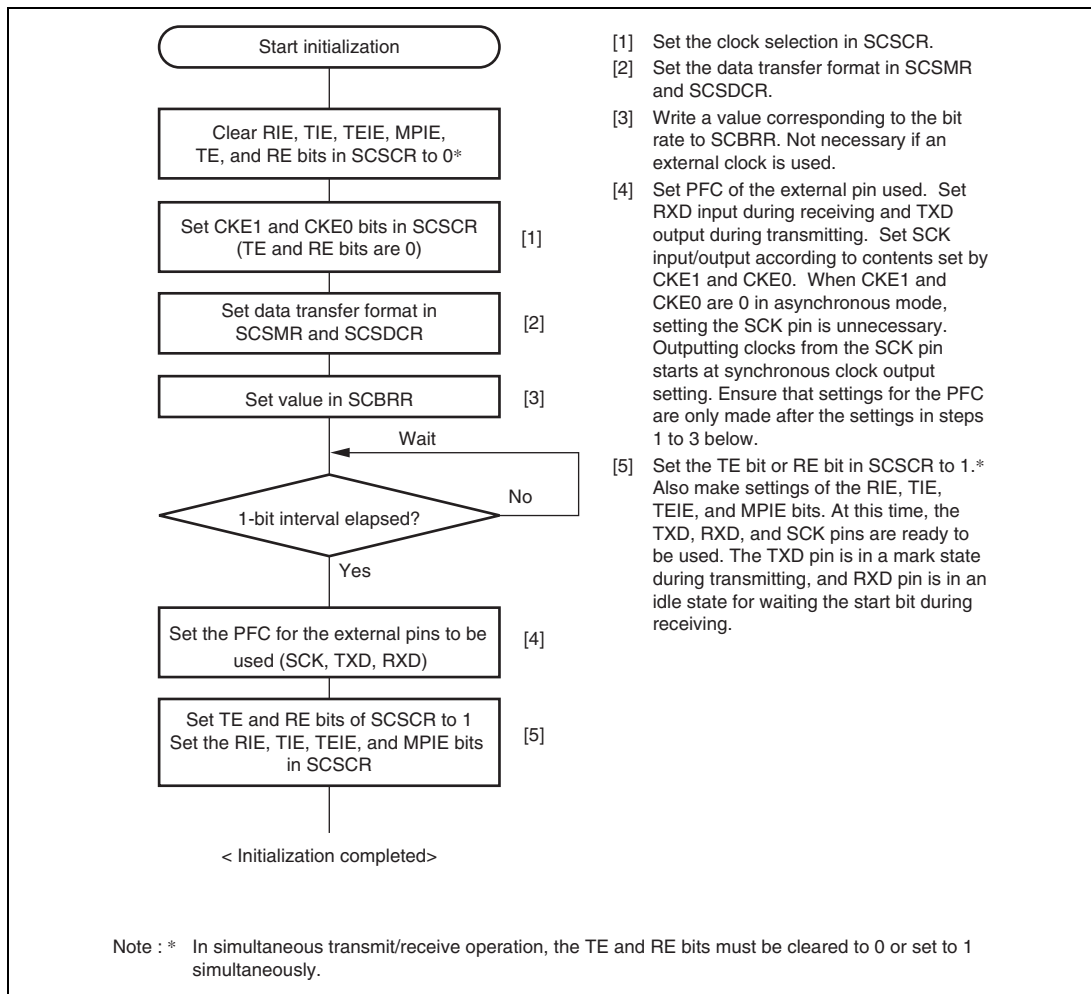 Start initialization
Clear RIE, TIE, TEIE, MPIE,
TE, and RE bits in SCSCR to 0*
Set CKE1 and CKE0 bits in SCSCR
(TE and RE bits are 0)
[1]
Set data transfer format in
SCSMR and SCSDCR
[2]
Set value in SCBRR
[3]
Wait
1-bit interval elapsed?
No
Yes
Set the PFC for the external pins to be
used (SCK, TXD, RXD)
[4]
Set TE and RE bits of SCSCR to 1
Set the RIE, TIE, TEIE, and MPIE bits
in SCSCR
[5]
< Initialization completed>
[1] Set the clock selection in SCSCR.
[2] Set the data transfer format in SCSMR
and SCSDCR.
[3] Write a value corresponding to the bit
rate to SCBRR. Not necessary if an
external clock is used.
[4] Set PFC of the external pin used. Set
RXD input during receiving and TXD
output during transmitting. Set SCK
input/output according to contents set by
CKE1 and CKE0. When CKE1 and
CKE0 are 0 in asynchronous mode,
setting the SCK pin is unnecessary.
Outputting clocks from the SCK pin
starts at synchronous clock output
setting. Ensure that settings for the PFC
are only made after the settings in steps
1 to 3 below.
[5] Set the TE bit or RE bit in SCSCR to 1.*
Also make settings of the RIE, TIE,
TEIE, and MPIE bits. At this time, the
TXD, RXD, and SCK pins are ready to
be used. The TXD pin is in a mark state
during transmitting, and RXD pin is in an
idle state for waiting the start bit during
receiving.
Note : * In simultaneous transmit/receive operation, the TE and RE bits must be cleared to 0 or set to 1
simultaneously.